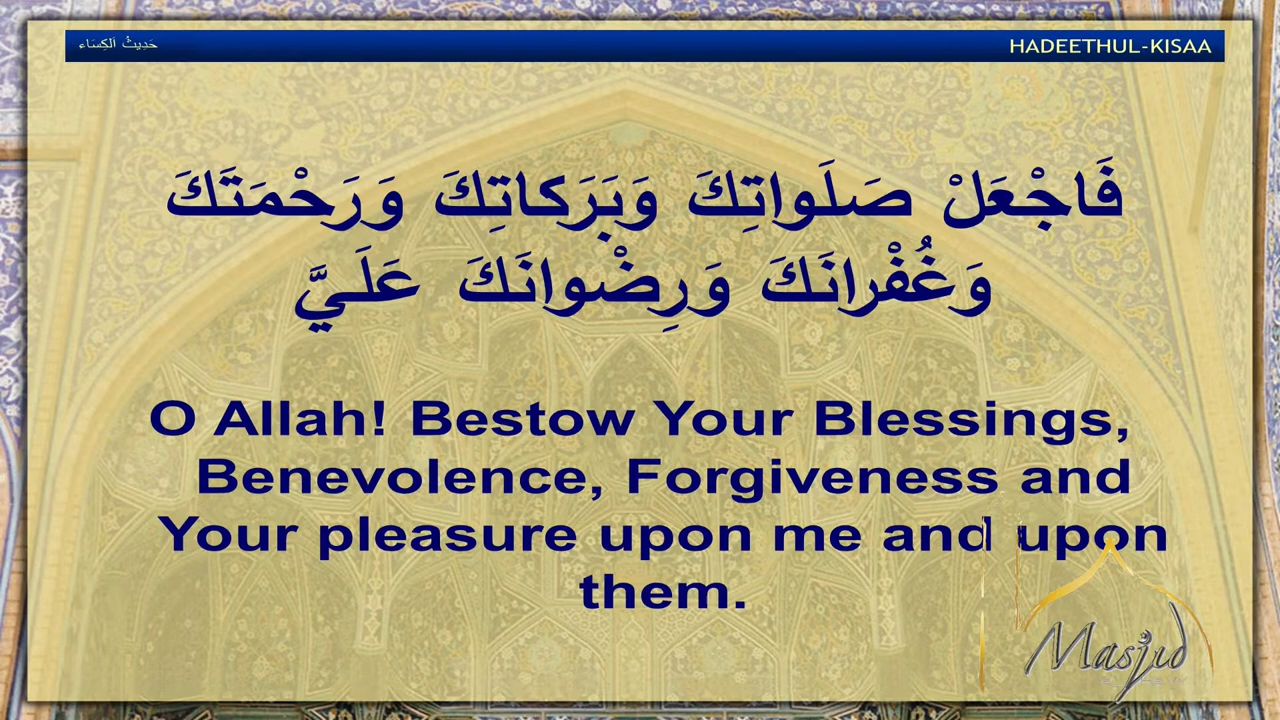 حَدِيثُ اَلكِسَاء
HADEETHUL-KISAA
فَاجْعَلْ صَلَواتِكَ وَبَرَكاتِكَ وَرَحْمَتَكَ
وَغُفْرانَكَ وَرِضْوانَكَ عَلَيَّ
O Allah! Bestow Your Blessings,
Benevolence, Forgiveness and
Your pleasure upon me and upon
them.
Masjid